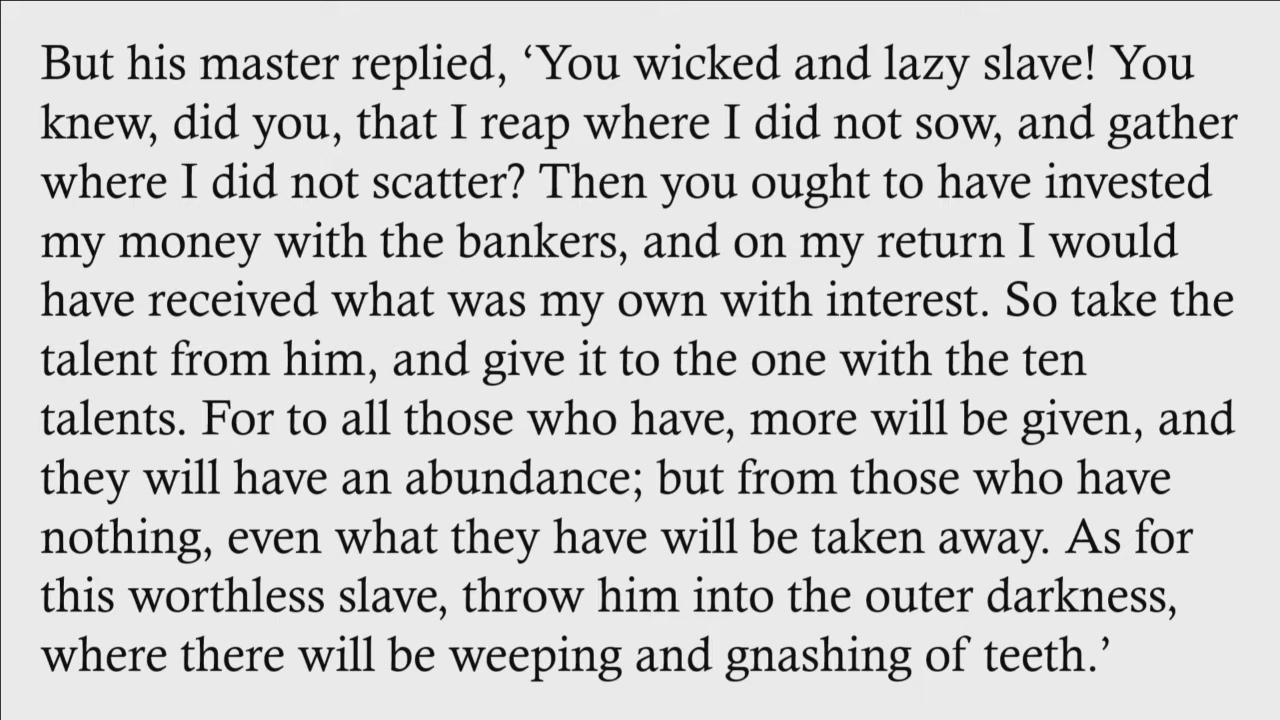 But his master replied, ‘You wicked and lazy slave! You
knew, did you, that I reap where I did not sow, and gather
where I did not scatter? Then you ought to have invested
my money with the bankers, and on my return I would
have received what was my own with interest. So take the
talent from him, and give it to the one with the ten
talents. For to all those who have, more will be given, and
they will have an abundance; but from those who have
nothing, even what they have will be taken away. As for
this worthless slave, throw him into the outer darkness,
where there will be weeping and gnashing of teeth.’